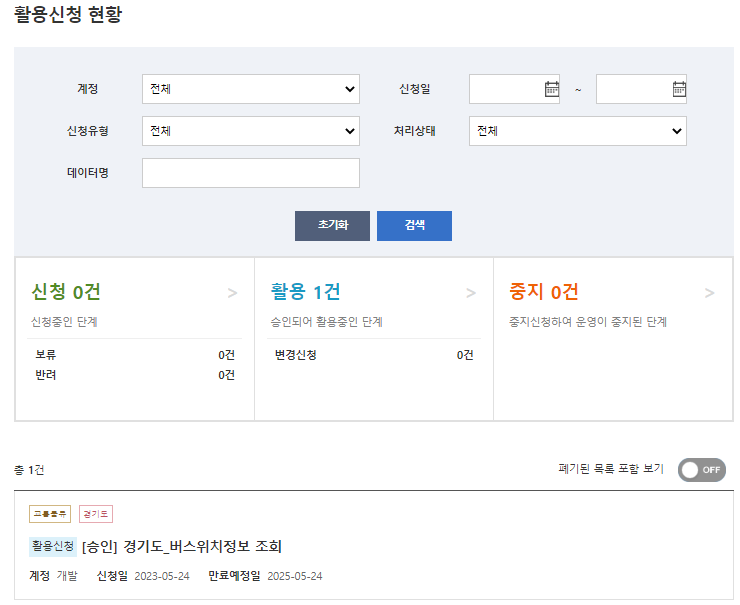 활용신청 현황
계정 전체 신청일 ~
신청유형 전체 처리상태 전체
데이터명
초기화 검색
신청 0건 >
신청중인 단계
보류 0건
반려 0건
활용 1건 >
승인되어 활용중인 단계
변경신청 0건
중지 0건 >
중지신청하여 운영이 중지된 단계
총 1건 폐기된 목록 포함 보기 OFF
교통물류 경기도
활용신청 [승인] 경기도_버스위치정보 조회
계정 개발 신청일 2023-05-24 만료예정일 2025-05-24